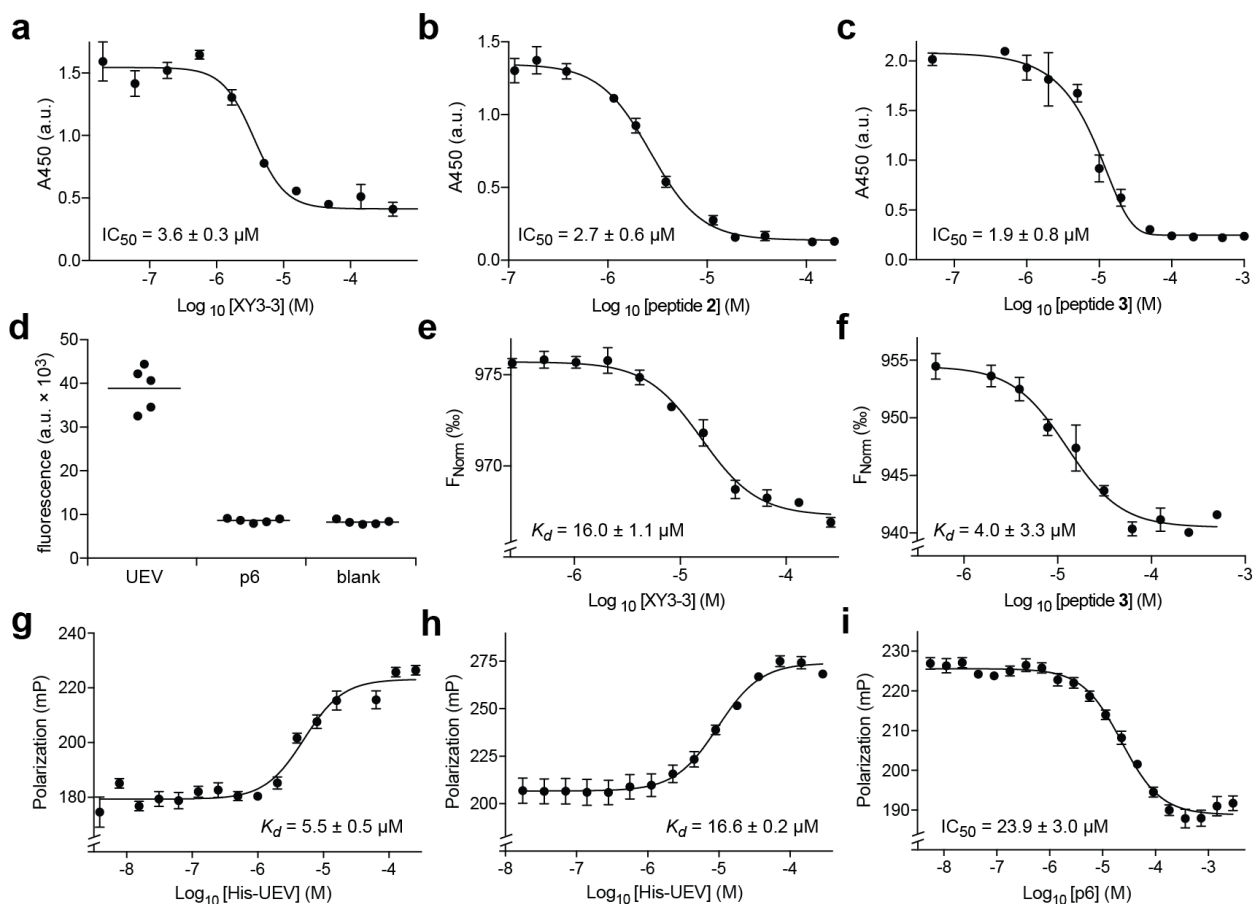 a
1.5
1.0
0.5
0.0
A450 (a.u.)
IC50 = 3.6 ± 0.3 µM
-7 -6 -5 -4
Log 10 [XY3-3] (M)
b
1.5
1.0
0.5
0.0
A450 (a.u.)
IC50 = 2.7 ± 0.6 µM
-7 -6 -5 -4
Log 10 [peptide 2] (M)
c
2.0
1.5
1.0
0.5
0.0
A450 (a.u.)
IC50 = 1.9 ± 0.8 µM
-7 -6 -5 -4 -3
Log 10 [peptide 3] (M)
d
50
40
30
20
10
0
fluorescence (a.u. × 10³)
UEV p6 blank
e
975
970
FNorm (‰)
Kd = 16.0 ± 1.1 µM
-6 -5 -4
Log 10 [XY3-3] (M)
f
955
950
945
940
FNorm (‰)
Kd = 4.0 ± 3.3 µM
-6 -5 -4 -3
Log 10 [peptide 3] (M)
g
240
220
200
180
Polarization (mP)
Kd = 5.5 ± 0.5 µM
-8 -7 -6 -5 -4
Log10 [His-UEV] (M)
h
275
250
225
200
Polarization (mP)
Kd = 16.6 ± 0.2 µM
-8 -7 -6 -5 -4
Log10 [His-UEV] (M)
i
230
220
210
200
190
Polarization (mP)
IC50 = 23.9 ± 3.0 µM
-8 -7 -6 -5 -4 -3
Log10 [p6] (M)